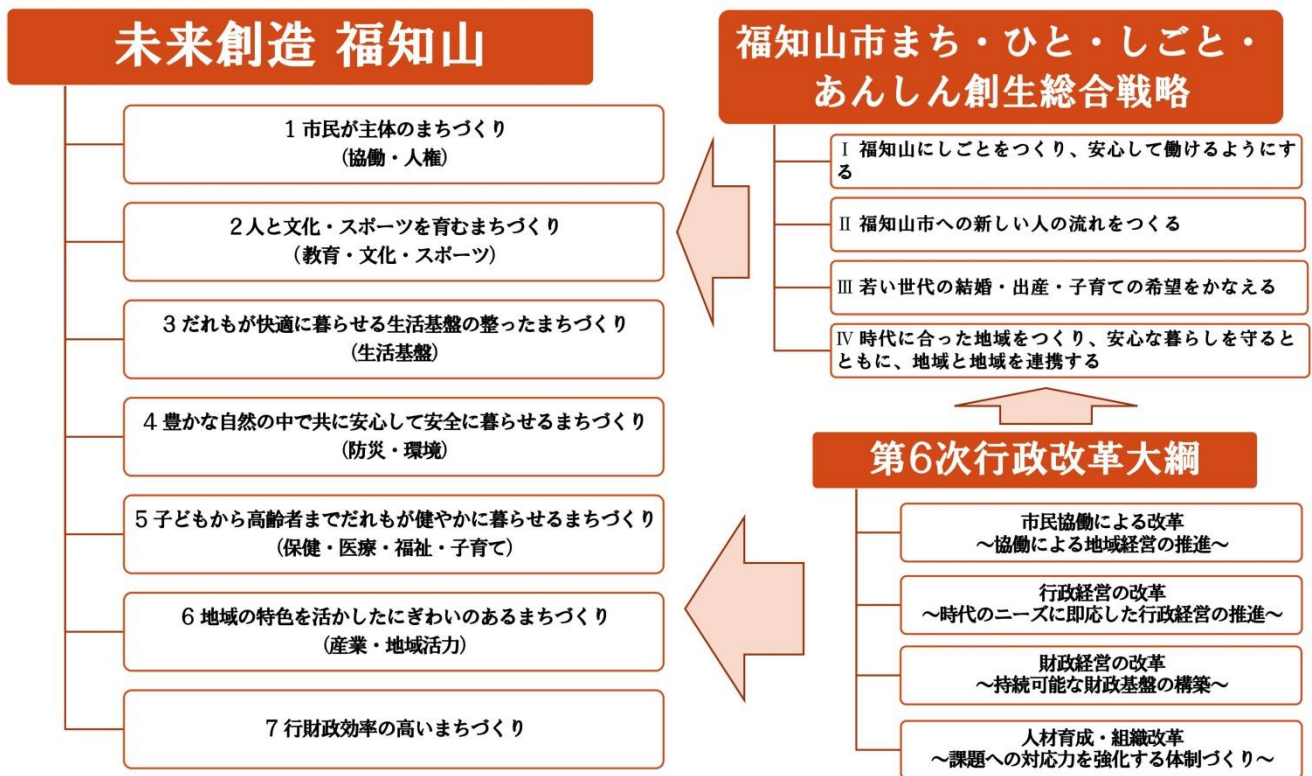 未来創造 福知山
1 市民が主体のまちづくり
(協働・人権)
2 人と文化・スポーツを育むまちづくり
(教育・文化・スポーツ)
3 だれもが快適に暮らせる生活基盤の整ったまちづくり
(生活基盤)
4 豊かな自然の中で共に安心して安全に暮らせるまちづくり
(防災・環境)
5 子どもから高齢者までだれもが健やかに暮らせるまちづくり
(保健・医療・福祉・子育て)
6 地域の特色を活かしたにぎわいのあるまちづくり
(産業・地域活力)
7 行財政効率の高いまちづくり
福知山市まち・ひと・しごと・
あんしん創生総合戦略
Ⅰ 福知山にしごとをつくり、安心して働けるようにす
る
Ⅱ 福知山市への新しい人の流れをつくる
Ⅲ 若い世代の結婚・出産・子育ての希望をかなえる
Ⅳ 時代に合った地域をつくり、安心な暮らしを守ると
ともに、地域と地域を連携する
第6次行政改革大綱
市民協働による改革
～協働による地域経営の推進～
行政経営の改革
～時代のニーズに即応した行政経営の推進～
財政経営の改革
～持続可能な財政基盤の構築～
人材育成・組織改革
～課題への対応力を強化する体制づくり～